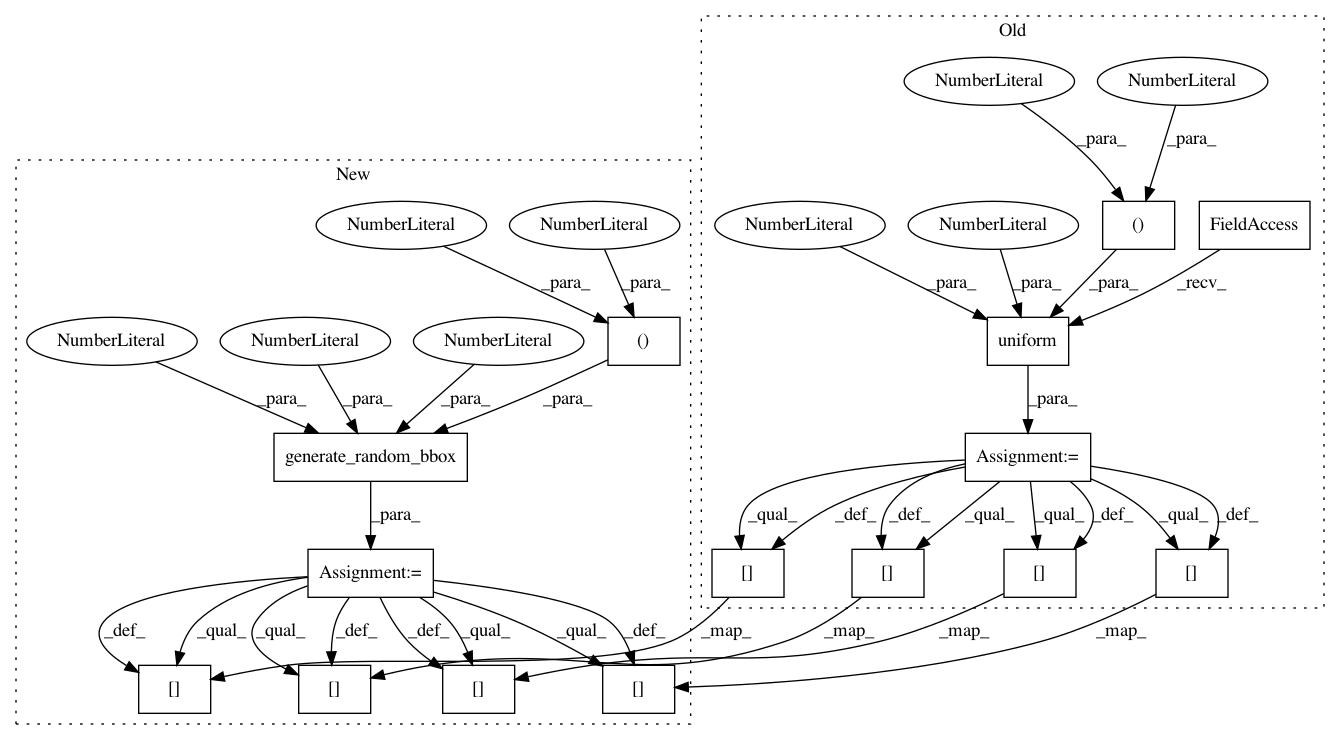 Old
NumberLiteral NumberLiteral
_para_ _para_
New
NumberLiteral NumberLiteral NumberLiteral NumberLiteral () FieldAccess
_para_ _para_ _para_ _para_ _para_ _recv_
NumberLiteral NumberLiteral NumberLiteral () uniform
_para_ _para_ _para_ _para_ _para_
generate_random_bbox Assignment:=
_para_ _qual_ _def_ _def_ _qual_ _qual_ _def_ _qual_ _def_
Assignment:= [] [] [] []
_def_ _qual_ _qual_ _def_ _def_ _qual_ _qual_ _def_ _map_ _map_ _map_ _map_
[] [] [] []